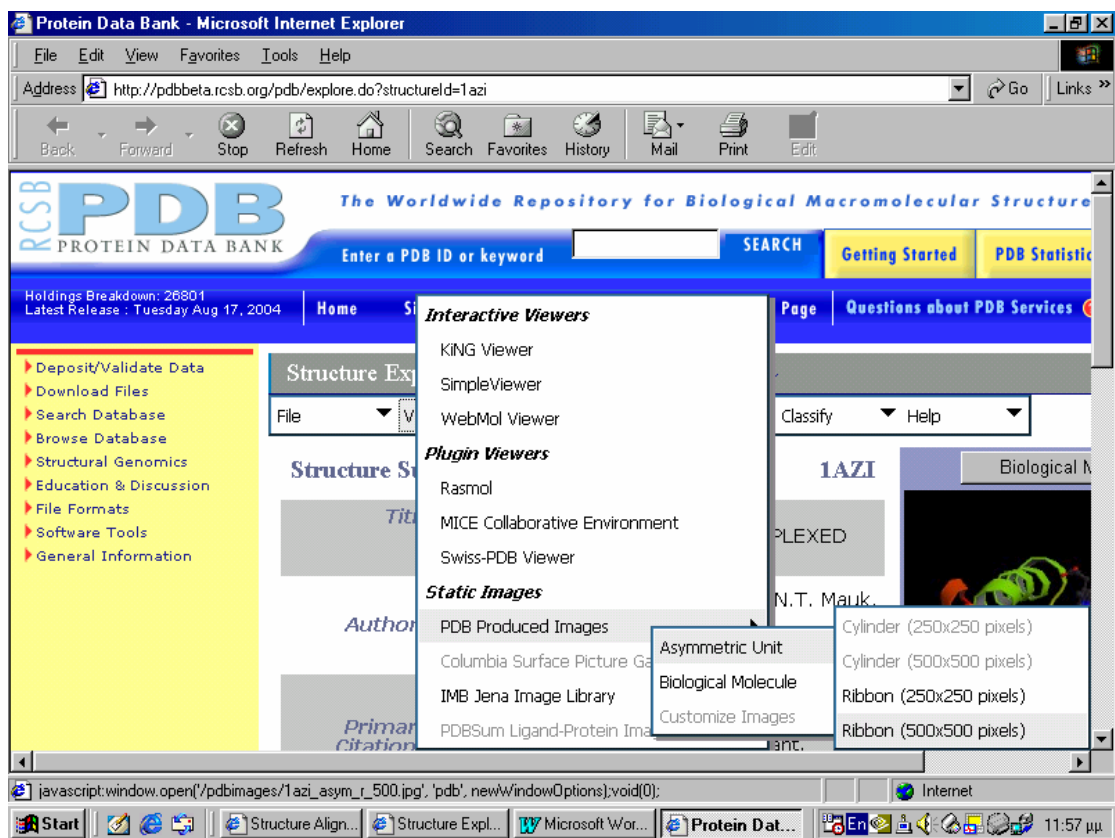 Protein Data Bank - Microsoft Internet Explorer
File Edit View Favorites Tools Help
Address http://pdbbeta.rcsb.org/pdb/explore.do?structureId=1azi Go Links »
Back Forward Stop Refresh Home Search Favorites History Mail Print Edit
RCSB
PDB
PROTEIN DATA BANK
The Worldwide Repository for Biological Macromolecular Structure
Enter a PDB ID or keyword SEARCH Getting Started PDB Statistic
Holdings Breakdown: 26801
Latest Release : Tuesday Aug 17, 2004
Home Si Page Questions about PDB Services
Deposit/Validate Data
Download Files
Search Database
Browse Database
Structural Genomics
Education & Discussion
File Formats
Software Tools
General Information
Structure Exp
File V Classify Help
Structure Su 1AZI Biological M
Titl
PLEXED
N.T. Mauk,
Author
Primar
Citation
ant.
Interactive Viewers
KiNG Viewer
SimpleViewer
WebMol Viewer
Plugin Viewers
Rasmol
MICE Collaborative Environment
Swiss-PDB Viewer
Static Images
PDB Produced Images
Columbia Surface Picture Ga
IMB Jena Image Library
PDBSum Ligand-Protein Ima
Asymmetric Unit
Biological Molecule
Customize Images
Cylinder (250x250 pixels)
Cylinder (500x500 pixels)
Ribbon (250x250 pixels)
Ribbon (500x500 pixels)
javascript:window.open('/pdbimages/1azi_asym_r_500.jpg', 'pdb', newWindowOptions);void(0); Internet
Start Structure Align... Structure Expl... Microsoft Wor... Protein Dat... En 11:57 μμ